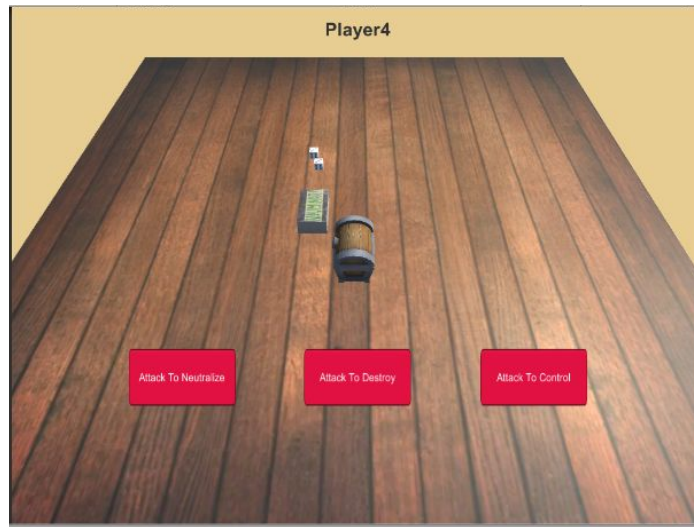 Player4
Attack To Neutralize
Attack To Destroy
Attack To Control